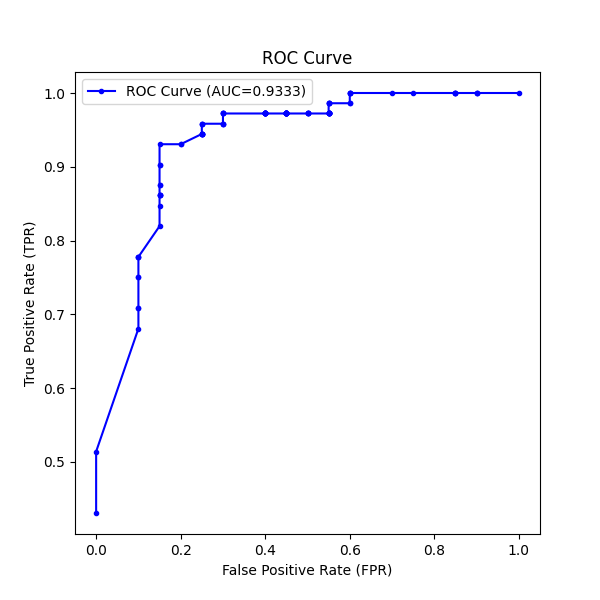 ROC Curve
ROC Curve (AUC=0.9333)
1.0
0.9
0.8
0.7
0.6
0.5
True Positive Rate (TPR)
0.0 0.2 0.4 0.6 0.8 1.0
False Positive Rate (FPR)